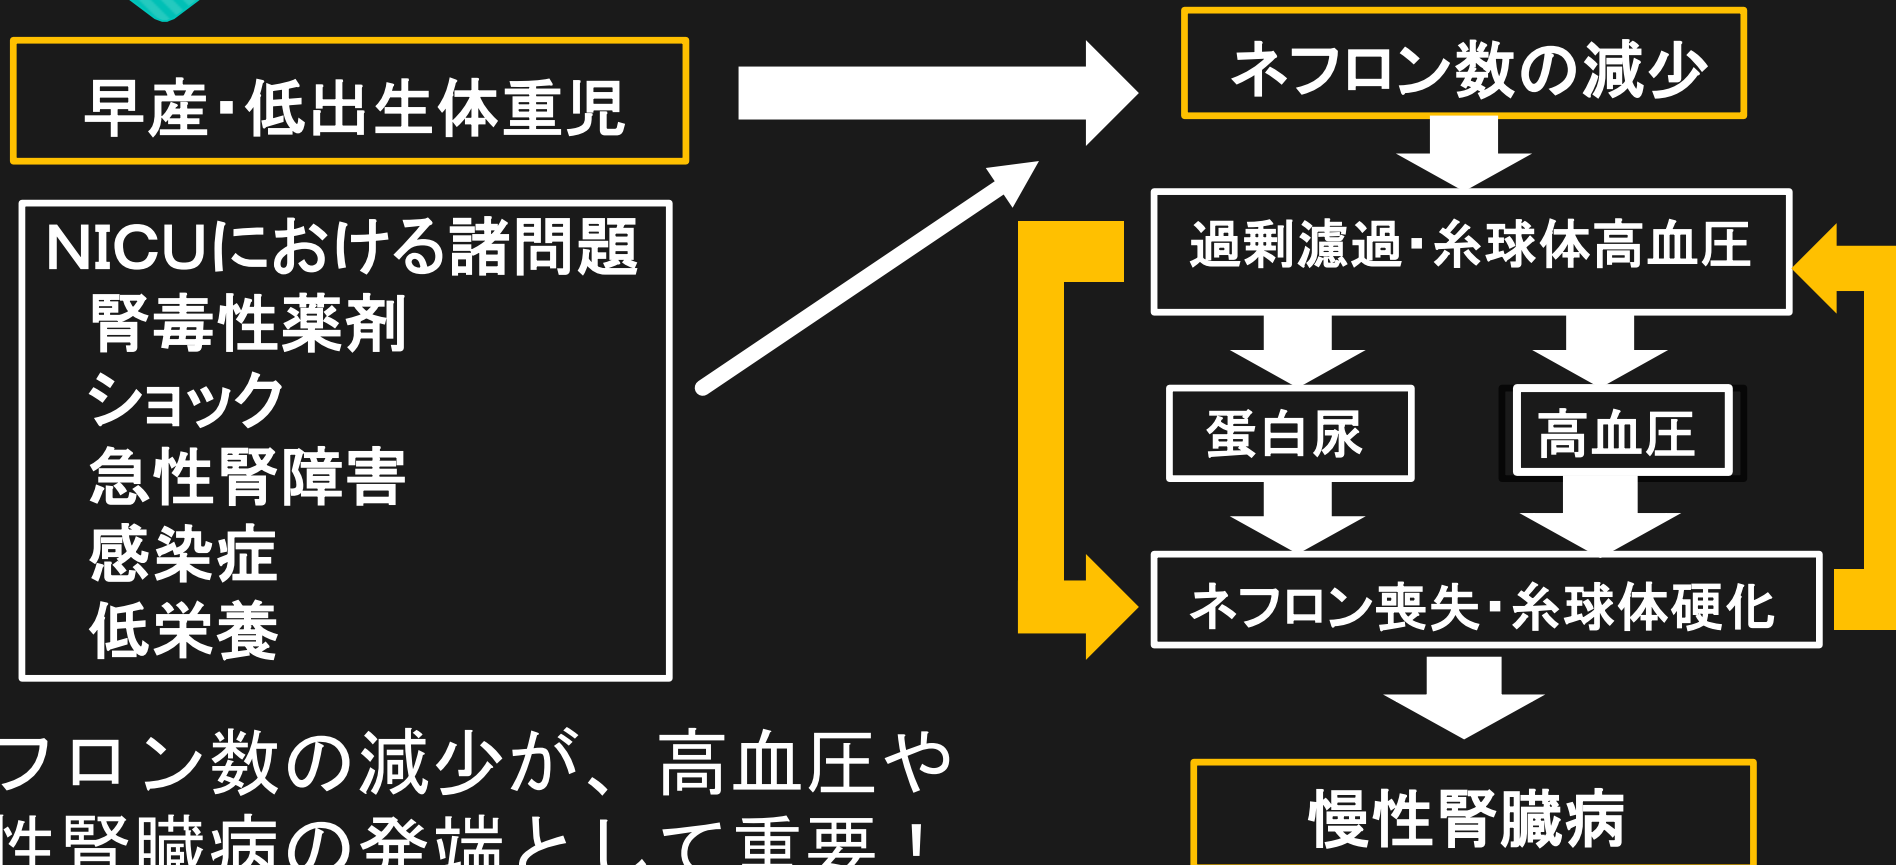 早産・低出生体重児
NICUにおける諸問題
腎毒性薬剤
ショック
急性腎障害
感染症
低栄養
ネフロン数の減少
過剰濾過・糸球体高血圧
蛋白尿
高血圧
ネフロン喪失・糸球体硬化
慢性腎臓病
フロン数の減少が、高血圧や
性腎臓病の発端として重要！